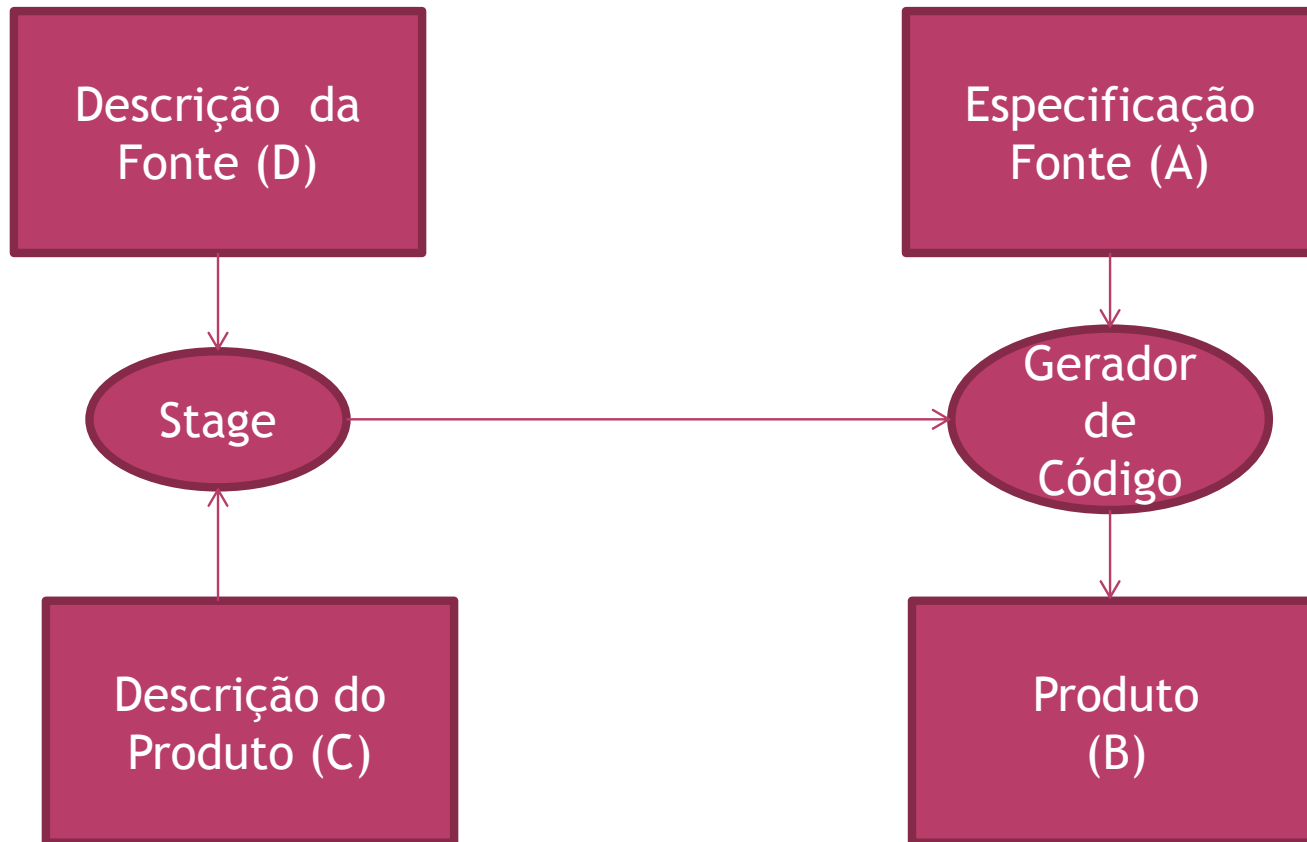 Descrição da
Fonte (D)
Especificação
Fonte (A)
Stage
Gerador
de
Código
Descrição do
Produto (C)
Produto
(B)